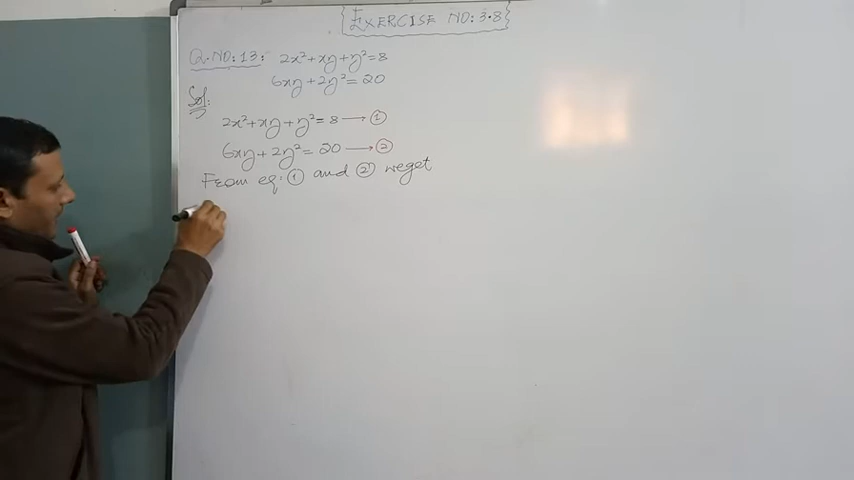 EXERCISE NO: 3.8
Q.NO:13: 2x²+xy+y²=8
6xy+2y²=20
Sol:
2x²+xy+y²=8 → ①
6xy+2y²=20 → ②
From eq: ① and ② we get